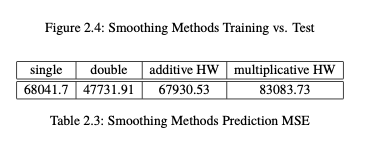 Figure 2.4: Smoothing Methods Training vs. Test
single double additive HW multiplicative HW
68041.7 47731.91 67930.53 83083.73
Table 2.3: Smoothing Methods Prediction MSE